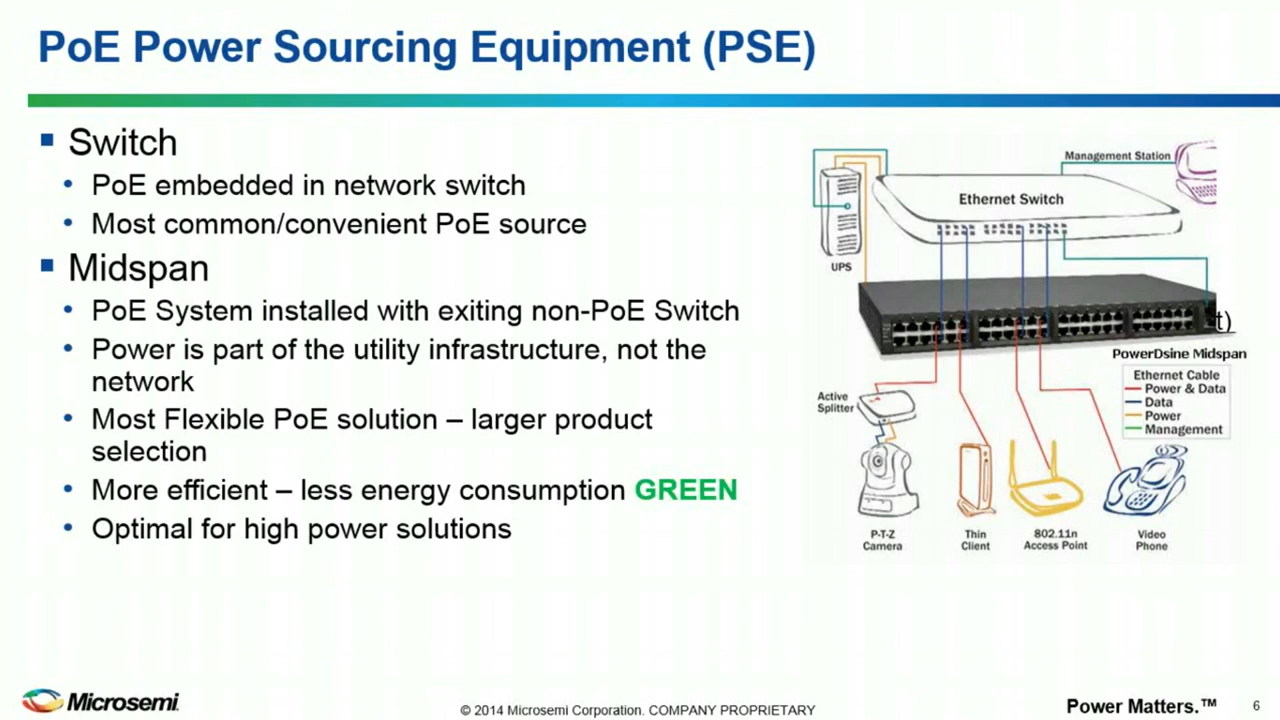 PoE Power Sourcing Equipment (PSE)
Switch
PoE embedded in network switch
Most common/convenient PoE source
Midspan
PoE System installed with exiting non-PoE Switch
Power is part of the utility infrastructure, not the
network
Most Flexible PoE solution – larger product
selection
More efficient – less energy consumption GREEN
Optimal for high power solutions
Management Station
Ethernet Switch
UPS
t)
PowerDsine Midspan
Ethernet Cable
Power & Data
Data
Power
Management
Active
Splitter
P-T-Z
Camera
Thin
Client
802.11n
Access Point
Video
Phone
Microsemi.
© 2014 Microsemi Corporation. COMPANY PROPRIETARY
Power Matters.™
6